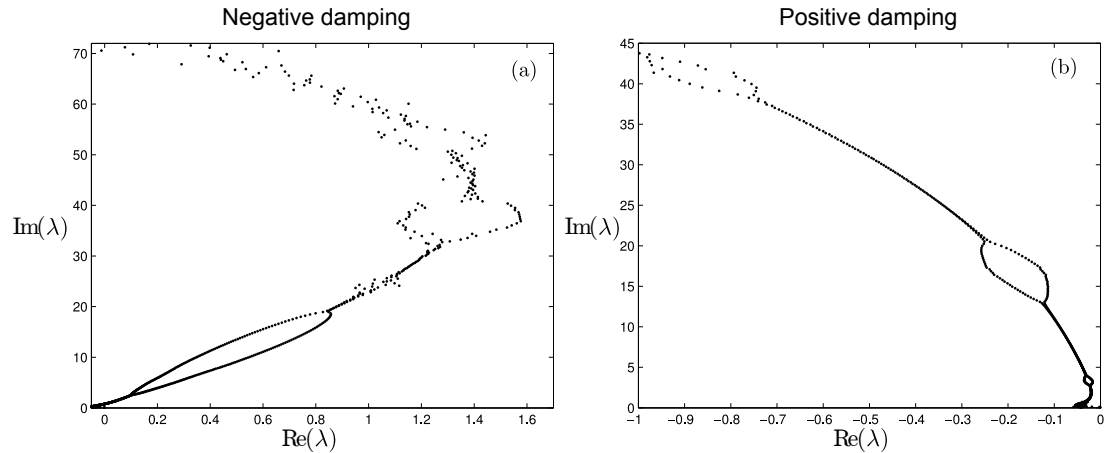 Negative damping
Positive damping
(a)
70
60
50
40
30
20
10
0
Im(λ)
0 0.2 0.4 0.6 0.8 1 1.2 1.4 1.6
Re(λ)
(b)
45
40
35
30
25
20
15
10
5
0
Im(λ)
−1 −0.9 −0.8 −0.7 −0.6 −0.5 −0.4 −0.3 −0.2 −0.1 0
Re(λ)